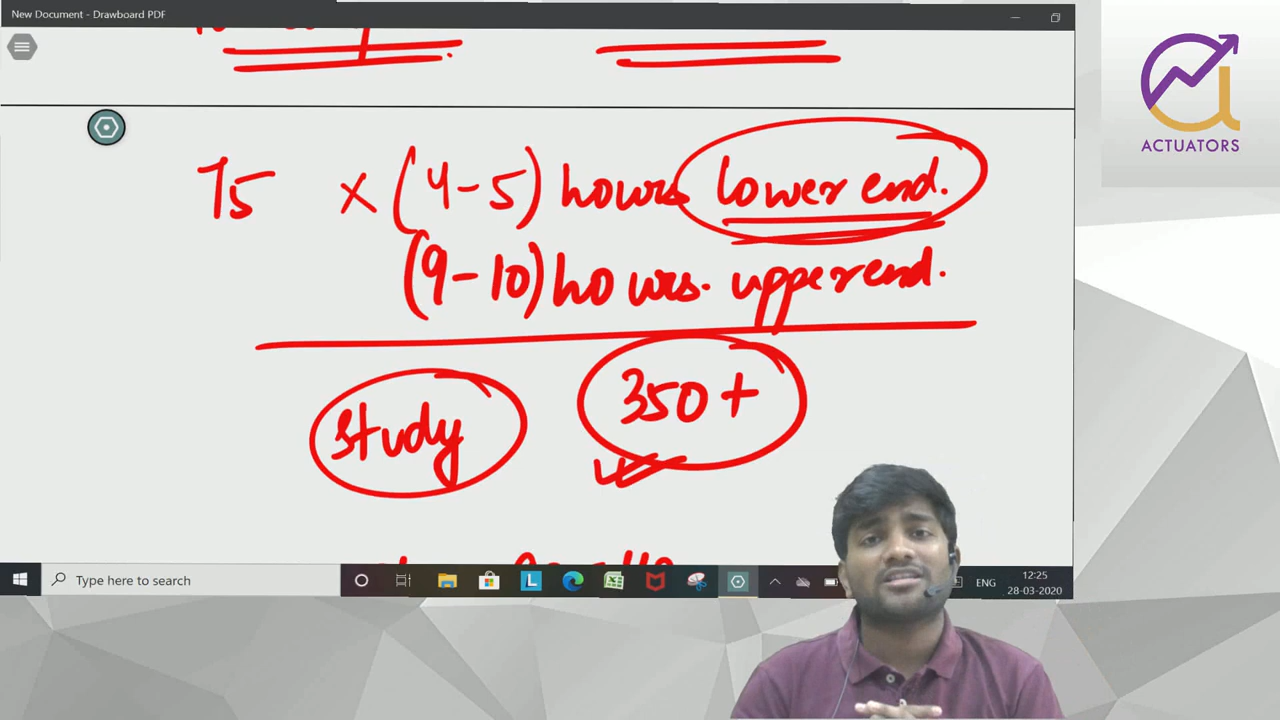 New Document - Drawboard PDF
ACTUATORS
75 × (4-5) hours lower end.
(9-10) hours. upper end.
study 350+
Type here to search
L
ENG
12:25
28-03-2020